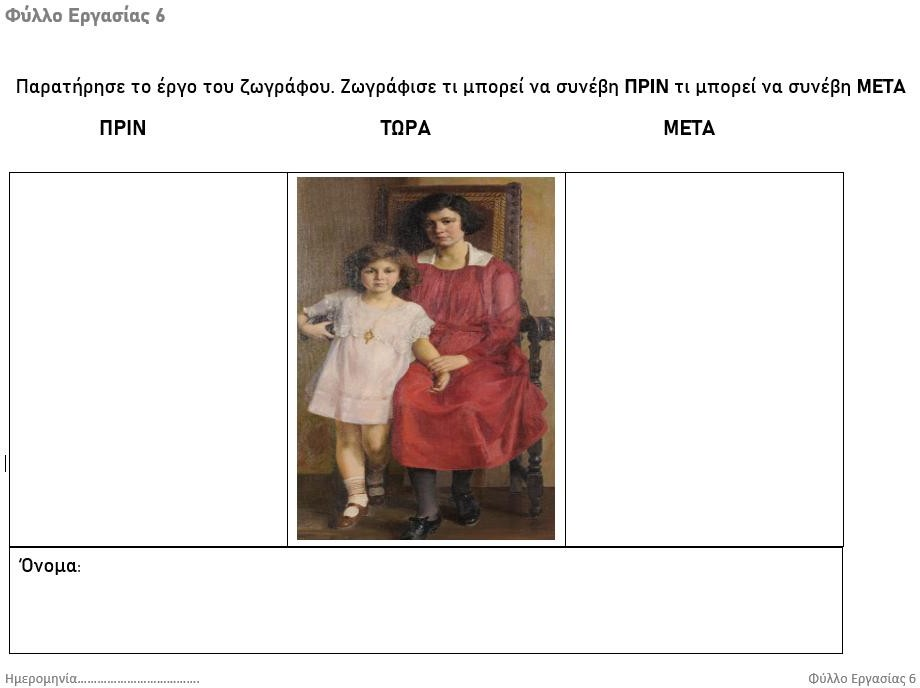 Φύλλο Εργασίας 6
Παρατήρησε το έργο του ζωγράφου. Ζωγράφισε τι μπορεί να συνέβη ΠΡΙΝ τι μπορεί να συνέβη ΜΕΤΑ
ΠΡΙΝ ΤΩΡΑ ΜΕΤΑ
Όνομα:
Ημερομηνία………………………………. Φύλλο Εργασίας 6